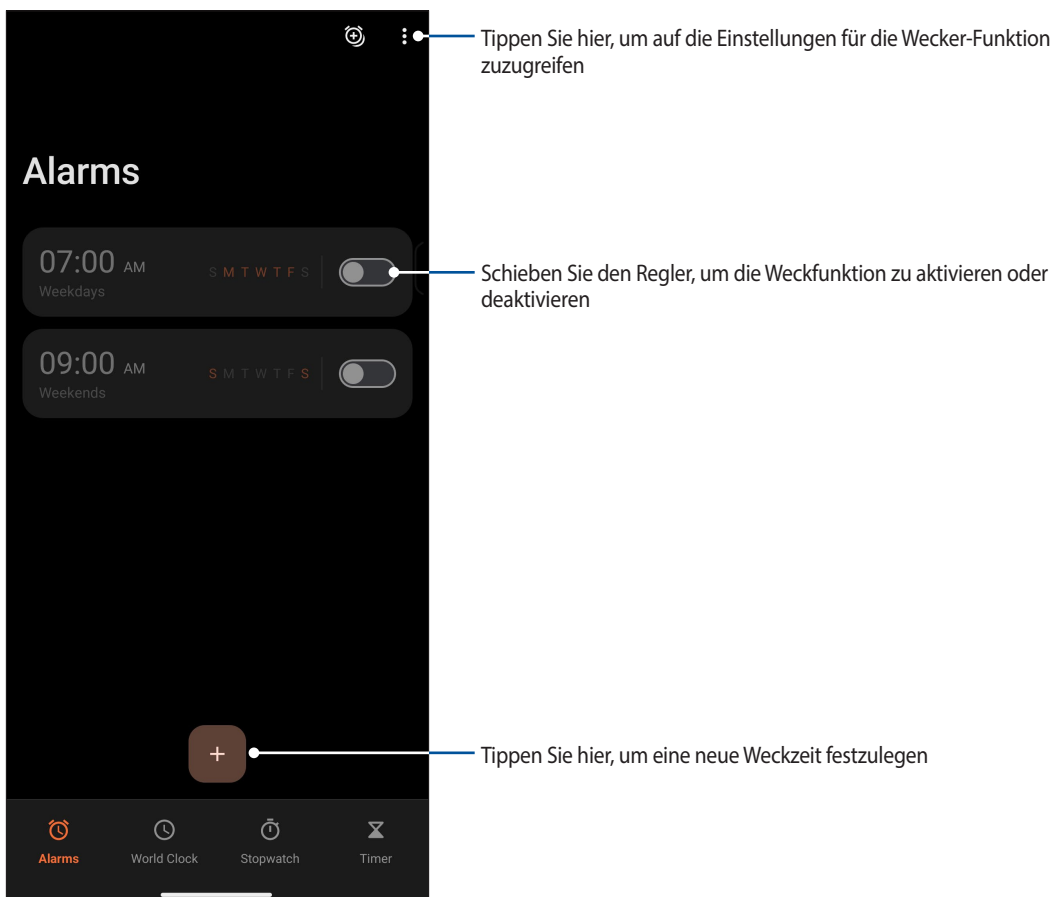 Tippen Sie hier, um auf die Einstellungen für die Wecker-Funktion
zuzugreifen
Alarms
07:00 AM
S M T W T F S
Weekdays
Schieben Sie den Regler, um die Weckfunktion zu aktivieren oder
deaktivieren
09:00 AM
S M T W T F S
Weekends
+
Tippen Sie hier, um eine neue Weckzeit festzulegen
Alarms World Clock Stopwatch Timer